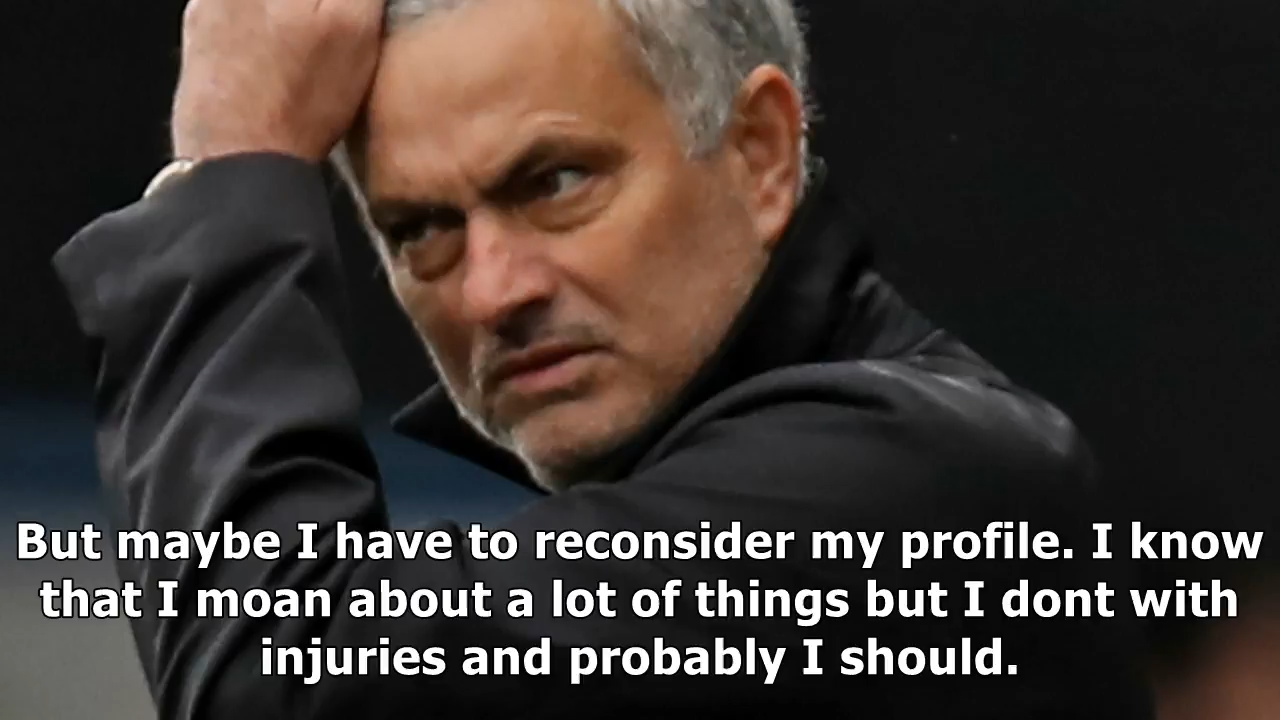 But maybe I have to reconsider my profile. I know
that I moan about a lot of things but I dont with
injuries and probably I should.